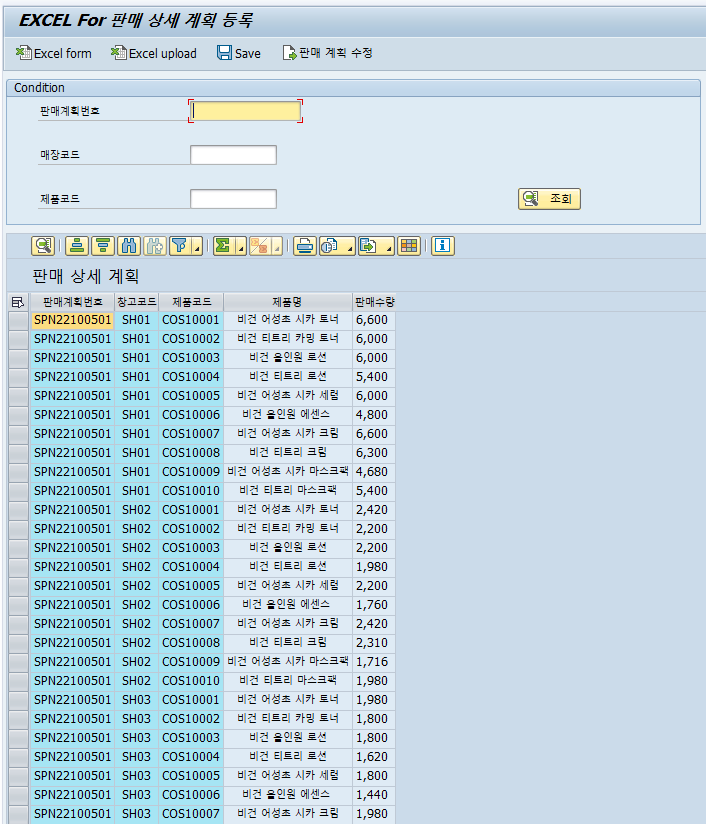 EXCEL For 판매 상세 계획 등록
Excel form Excel upload Save 판매 계획 수정
Condition
판매계획번호
매장코드
제품코드 조회
판매 상세 계획
판매계획번호 창고코드 제품코드 제품명 판매수량
SPN22100501 SH01 COS10001 비건 어성초 시카 토너 6,600
SPN22100501 SH01 COS10002 비건 티트리 카밍 토너 6,000
SPN22100501 SH01 COS10003 비건 올인원 로션 6,000
SPN22100501 SH01 COS10004 비건 티트리 로션 5,400
SPN22100501 SH01 COS10005 비건 어성초 시카 세럼 6,000
SPN22100501 SH01 COS10006 비건 올인원 에센스 4,800
SPN22100501 SH01 COS10007 비건 어성초 시카 크림 6,600
SPN22100501 SH01 COS10008 비건 티트리 크림 6,300
SPN22100501 SH01 COS10009 비건 어성초 시카 마스크팩 4,680
SPN22100501 SH01 COS10010 비건 티트리 마스크팩 5,400
SPN22100501 SH02 COS10001 비건 어성초 시카 토너 2,420
SPN22100501 SH02 COS10002 비건 티트리 카밍 토너 2,200
SPN22100501 SH02 COS10003 비건 올인원 로션 2,200
SPN22100501 SH02 COS10004 비건 티트리 로션 1,980
SPN22100501 SH02 COS10005 비건 어성초 시카 세럼 2,200
SPN22100501 SH02 COS10006 비건 올인원 에센스 1,760
SPN22100501 SH02 COS10007 비건 어성초 시카 크림 2,420
SPN22100501 SH02 COS10008 비건 티트리 크림 2,310
SPN22100501 SH02 COS10009 비건 어성초 시카 마스크팩 1,716
SPN22100501 SH02 COS10010 비건 티트리 마스크팩 1,980
SPN22100501 SH03 COS10001 비건 어성초 시카 토너 1,980
SPN22100501 SH03 COS10002 비건 티트리 카밍 토너 1,800
SPN22100501 SH03 COS10003 비건 올인원 로션 1,800
SPN22100501 SH03 COS10004 비건 티트리 로션 1,620
SPN22100501 SH03 COS10005 비건 어성초 시카 세럼 1,800
SPN22100501 SH03 COS10006 비건 올인원 에센스 1,440
SPN22100501 SH03 COS10007 비건 어성초 시카 크림 1,980